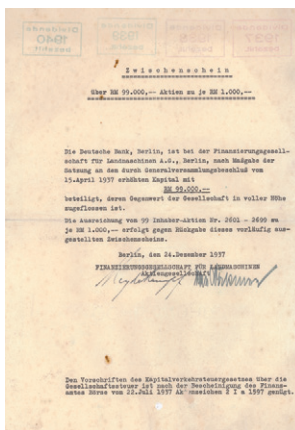 Zwischenschein
über RM 99.000,-- Aktien zu je RM 1.000,--
Die Deutsche Bank, Berlin, ist bei der Finanzierungsgesell-
schaft für Landmaschinen A.G., Berlin, nach Maßgabe der
Satzung an dem durch Generalversammlungsbeschluß vom
15.April 1937 erhöhten Kapital mit
RM 99.000,--
beteiligt, deren Gegenwert der Gesellschaft in voller Höhe
zugeflossen ist.
Die Ausreichung von 99 Inhaber-Aktien Nr. 2601 - 2699 zu
je RM 1.000,-- erfolgt gegen Rückgabe dieses vorläufig aus-
gestellten Zwischenscheins.
Berlin, den 24.Dezember 1937
FINANZIERUNGSGESELLSCHAFT FÜR LANDMASCHINEN
Aktiengesellschaft
Den Vorschriften des Kapitalverkehrsteuergesetzes über die
Gesellschaftssteuer ist nach der Bescheinigung des Finanz-
amtes Börse vom 22.Juli 1937 Aktenzeichen I a 1597 genügt.